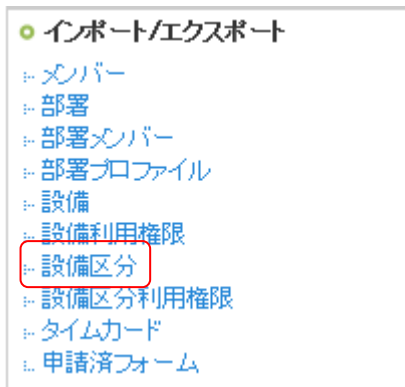 インポート/エクスポート
メンバー
部署
部署メンバー
部署プロファイル
設備
設備利用権限
設備区分
設備区分利用権限
タイムカード
申請済フォーム